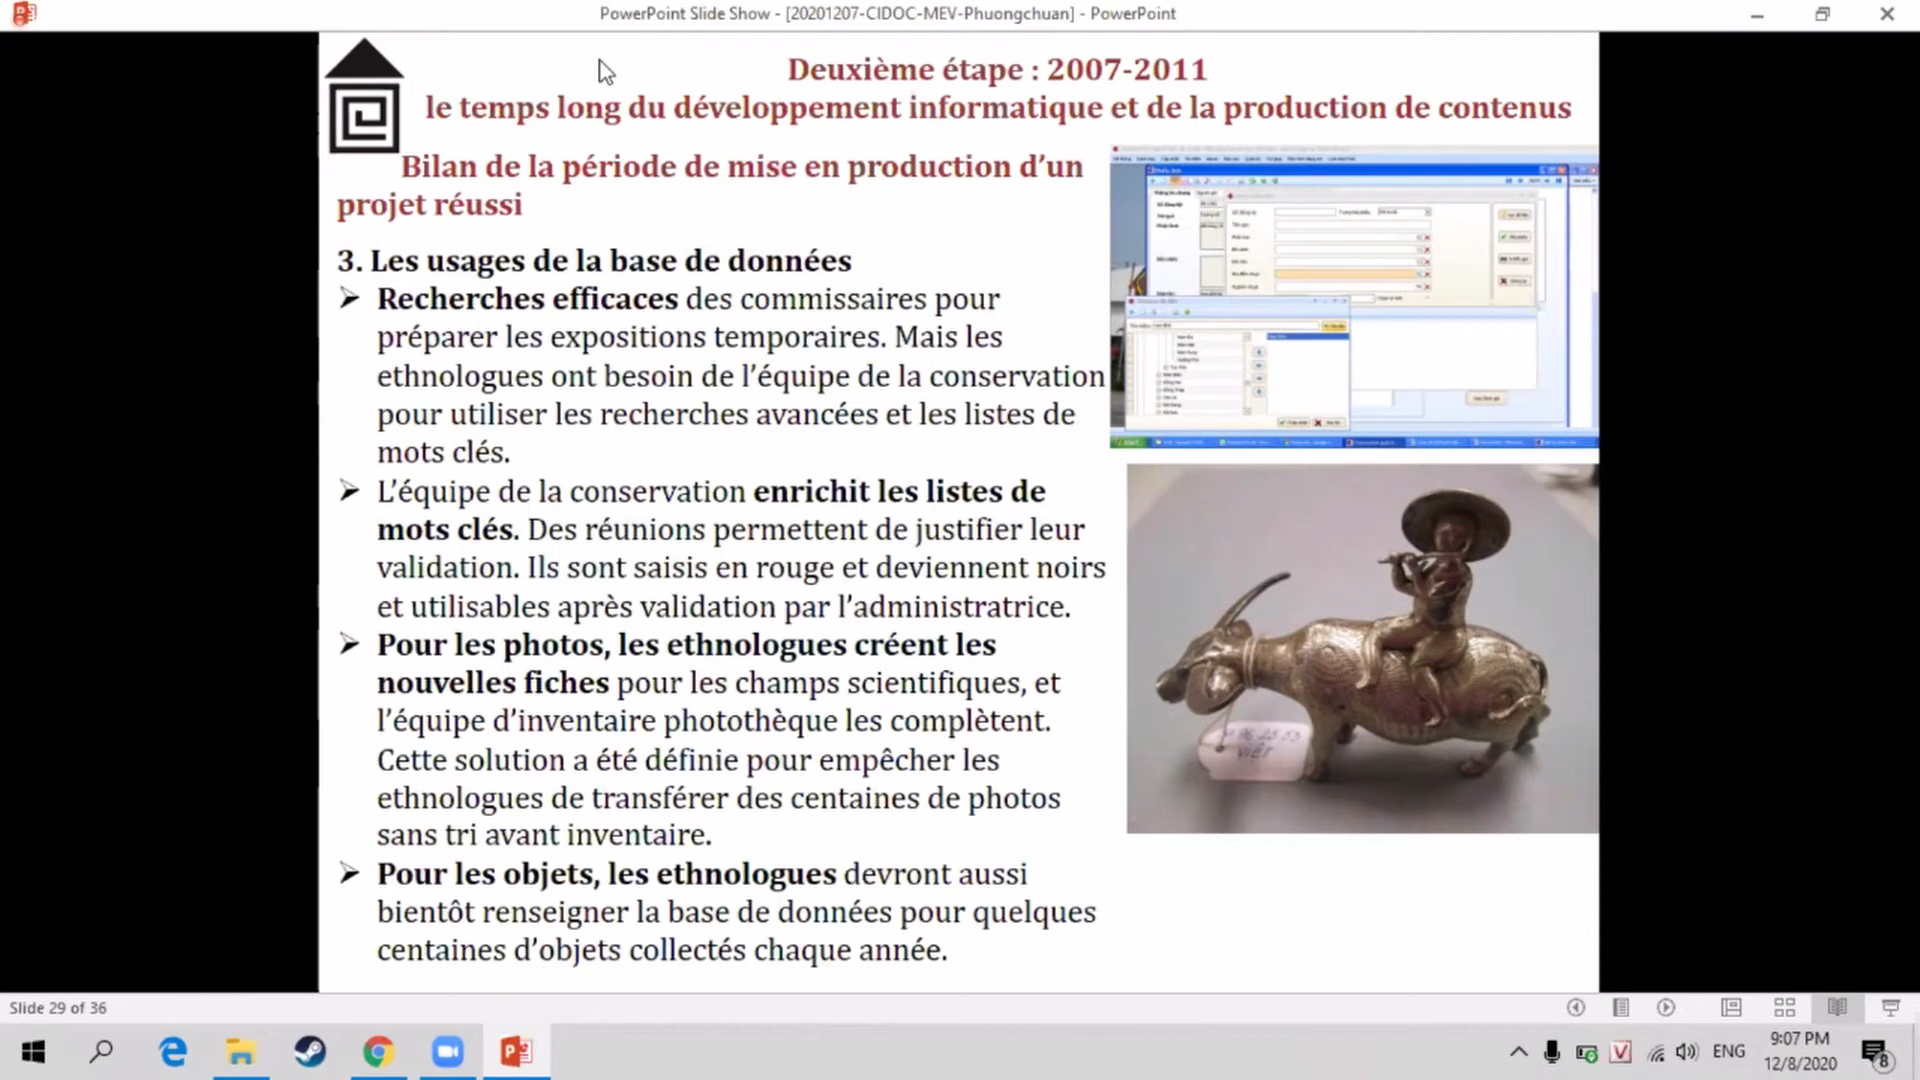 PowerPoint Slide Show - [20201207-CIDOC-MEV-Phuongchuan] - PowerPoint
Deuxième étape : 2007-2011
le temps long du développement informatique et de la production de contenus
Bilan de la période de mise en production d’un
projet réussi
3. Les usages de la base de données
➢ Recherches efficaces des commissaires pour
préparer les expositions temporaires. Mais les
ethnologues ont besoin de l’équipe de la conservation
pour utiliser les recherches avancées et les listes de
mots clés.
➢ L’équipe de la conservation enrichit les listes de
mots clés. Des réunions permettent de justifier leur
validation. Ils sont saisis en rouge et deviennent noirs
et utilisables après validation par l’administratrice.
➢ Pour les photos, les ethnologues créent les
nouvelles fiches pour les champs scientifiques, et
l’équipe d’inventaire photothèque les complètent.
Cette solution a été définie pour empêcher les
ethnologues de transférer des centaines de photos
sans tri avant inventaire.
➢ Pour les objets, les ethnologues devront aussi
bientôt renseigner la base de données pour quelques
centaines d’objets collectés chaque année.
VIỆT
Slide 29 of 36
ENG
9:07 PM
12/8/2020
8